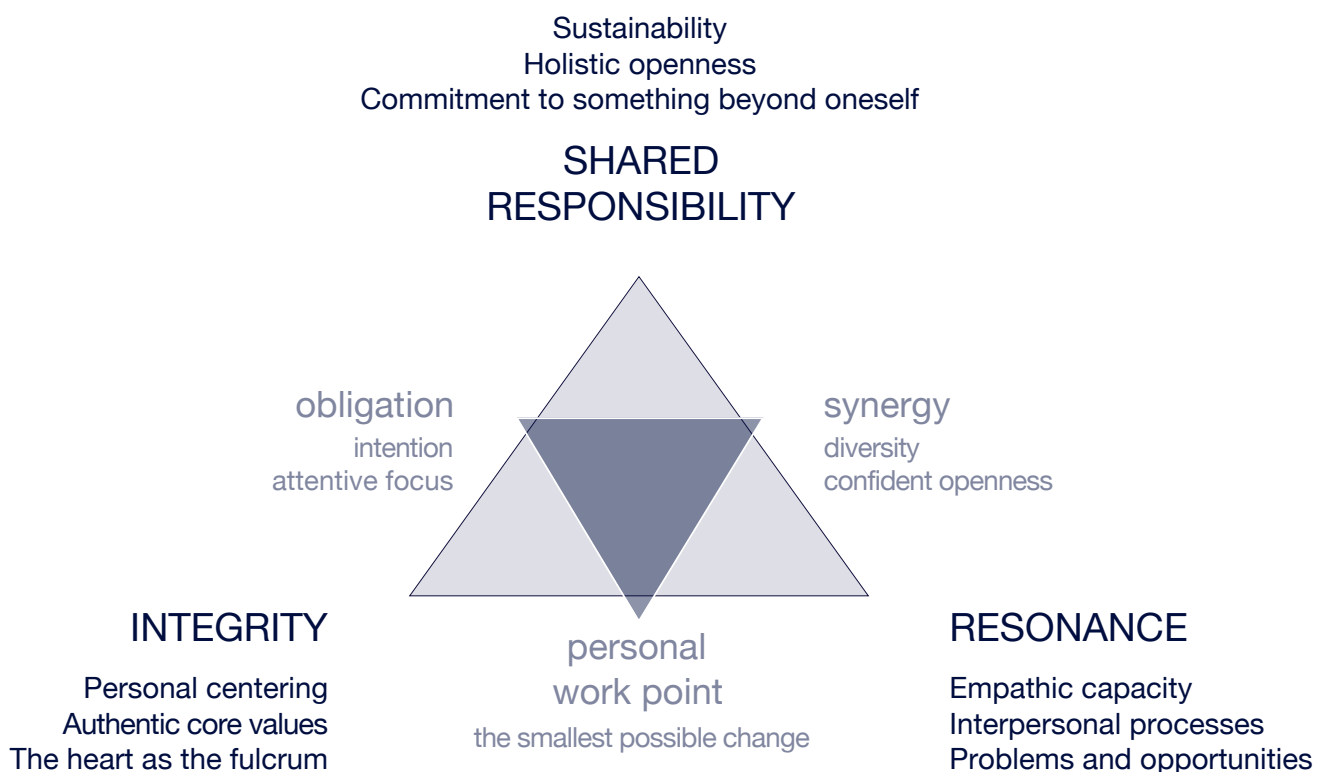 Sustainability
Holistic openness
Commitment to something beyond oneself
SHARED
RESPONSIBILITY
obligation
intention
attentive focus
synergy
diversity
confident openness
INTEGRITY
Personal centering
Authentic core values
The heart as the fulcrum
personal
work point
the smallest possible change
RESONANCE
Empathic capacity
Interpersonal processes
Problems and opportunities